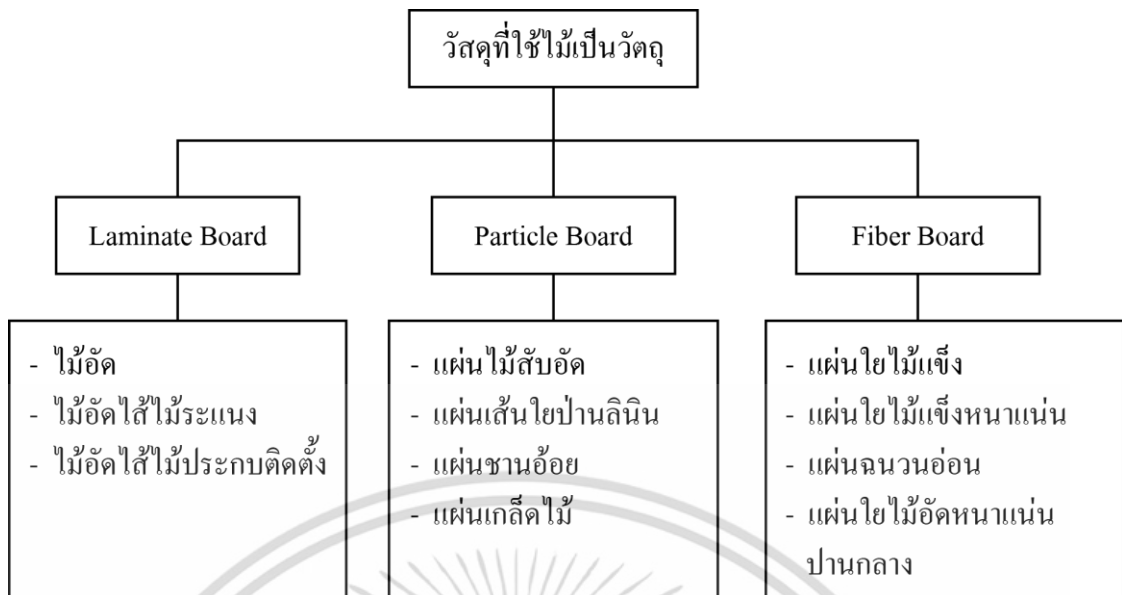 วัสดุที่ใช้ไม้เป็นวัตถุ
Laminate Board
Particle Board
Fiber Board
- ไม้อัด
- ไม้อัดไส้ไม้ระแนง
- ไม้อัดไส้ไม้ประกบติดตั้ง
- แผ่นไม้สับอัด
- แผ่นเส้นใยป่านลินิน
- แผ่นชานอ้อย
- แผ่นเกล็ดไม้
- แผ่นใยไม้แข็ง
- แผ่นใยไม้แข็งหนาแน่น
- แผ่นฉนวนอ่อน
- แผ่นใยไม้อัดหนาแน่น
ปานกลาง